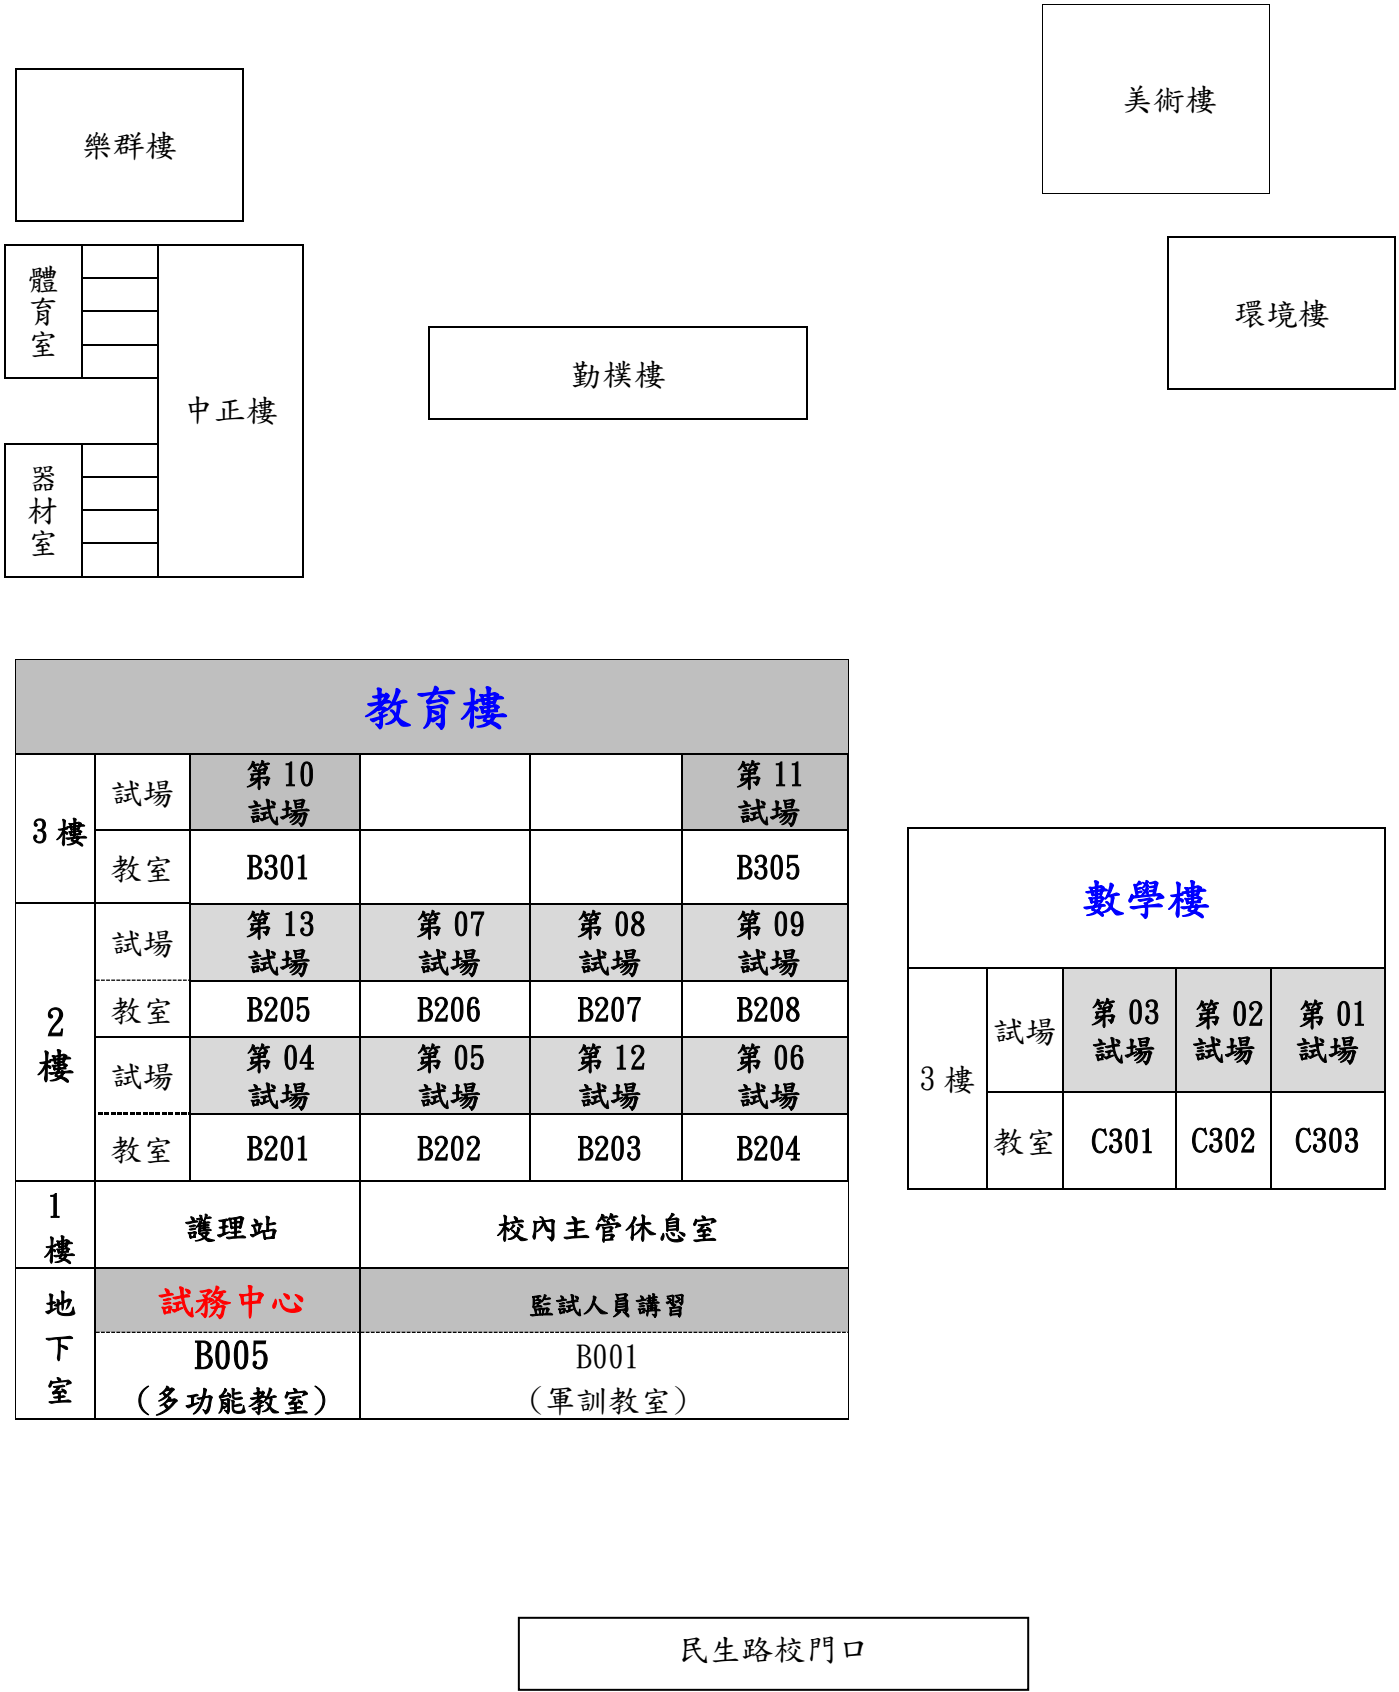 美術樓
樂群樓
體育室
環境樓
勤樸樓
中正樓
器材室
教育樓
3樓
試場 第 10 試場 第 11 試場
教室 B301 B305
2樓
試場 第 13 試場 第 07 試場 第 08 試場 第 09 試場
教室 B205 B206 B207 B208
試場 第 04 試場 第 05 試場 第 12 試場 第 06 試場
教室 B201 B202 B203 B204
1樓
護理站 校內主管休息室
地下室
試務中心 監試人員講習
B005 B001
(多功能教室) (軍訓教室)
數學樓
3樓
試場 第 03 試場 第 02 試場 第 01 試場
教室 C301 C302 C303
民生路校門口